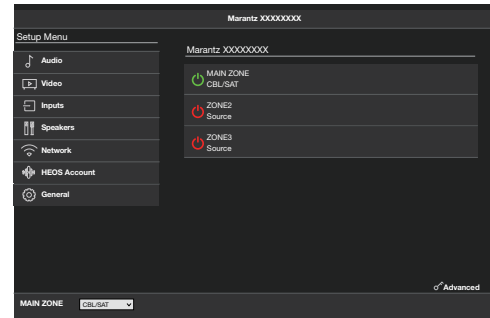 Marantz XXXXXXXX
Setup Menu
Audio
Video
Inputs
Speakers
Network
HEOS Account
General
Marantz XXXXXXXX
MAIN ZONE
CBL/SAT
ZONE2
Source
ZONE3
Source
Advanced
MAIN ZONE CBL/SAT